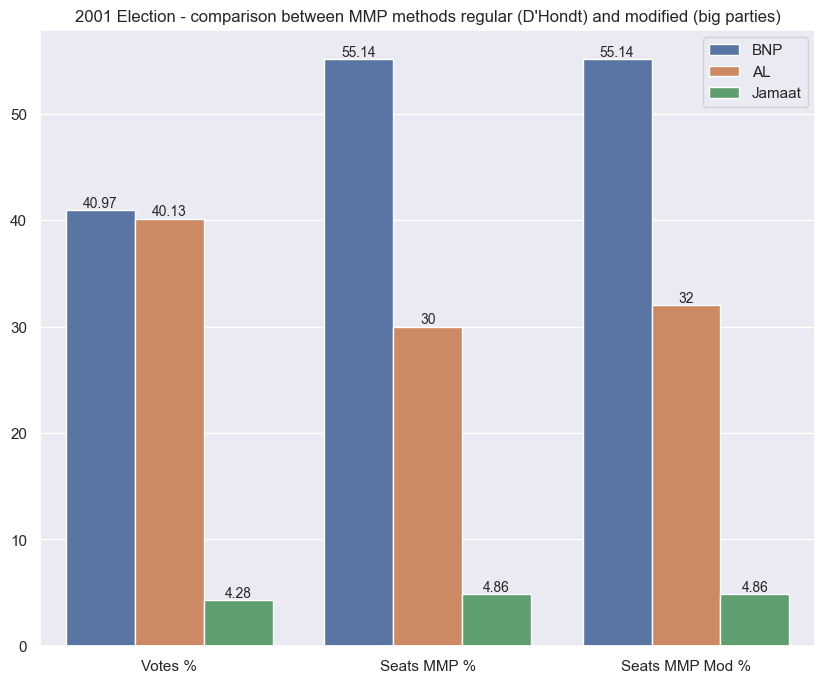 2001 Election - comparison between MMP methods regular (D'Hondt) and modified (big parties)
BNP
AL
Jamaat
50
40
30
20
10
0
40.97
40.13
4.28
55.14
30
4.86
55.14
32
4.86
Votes %
Seats MMP %
Seats MMP Mod %